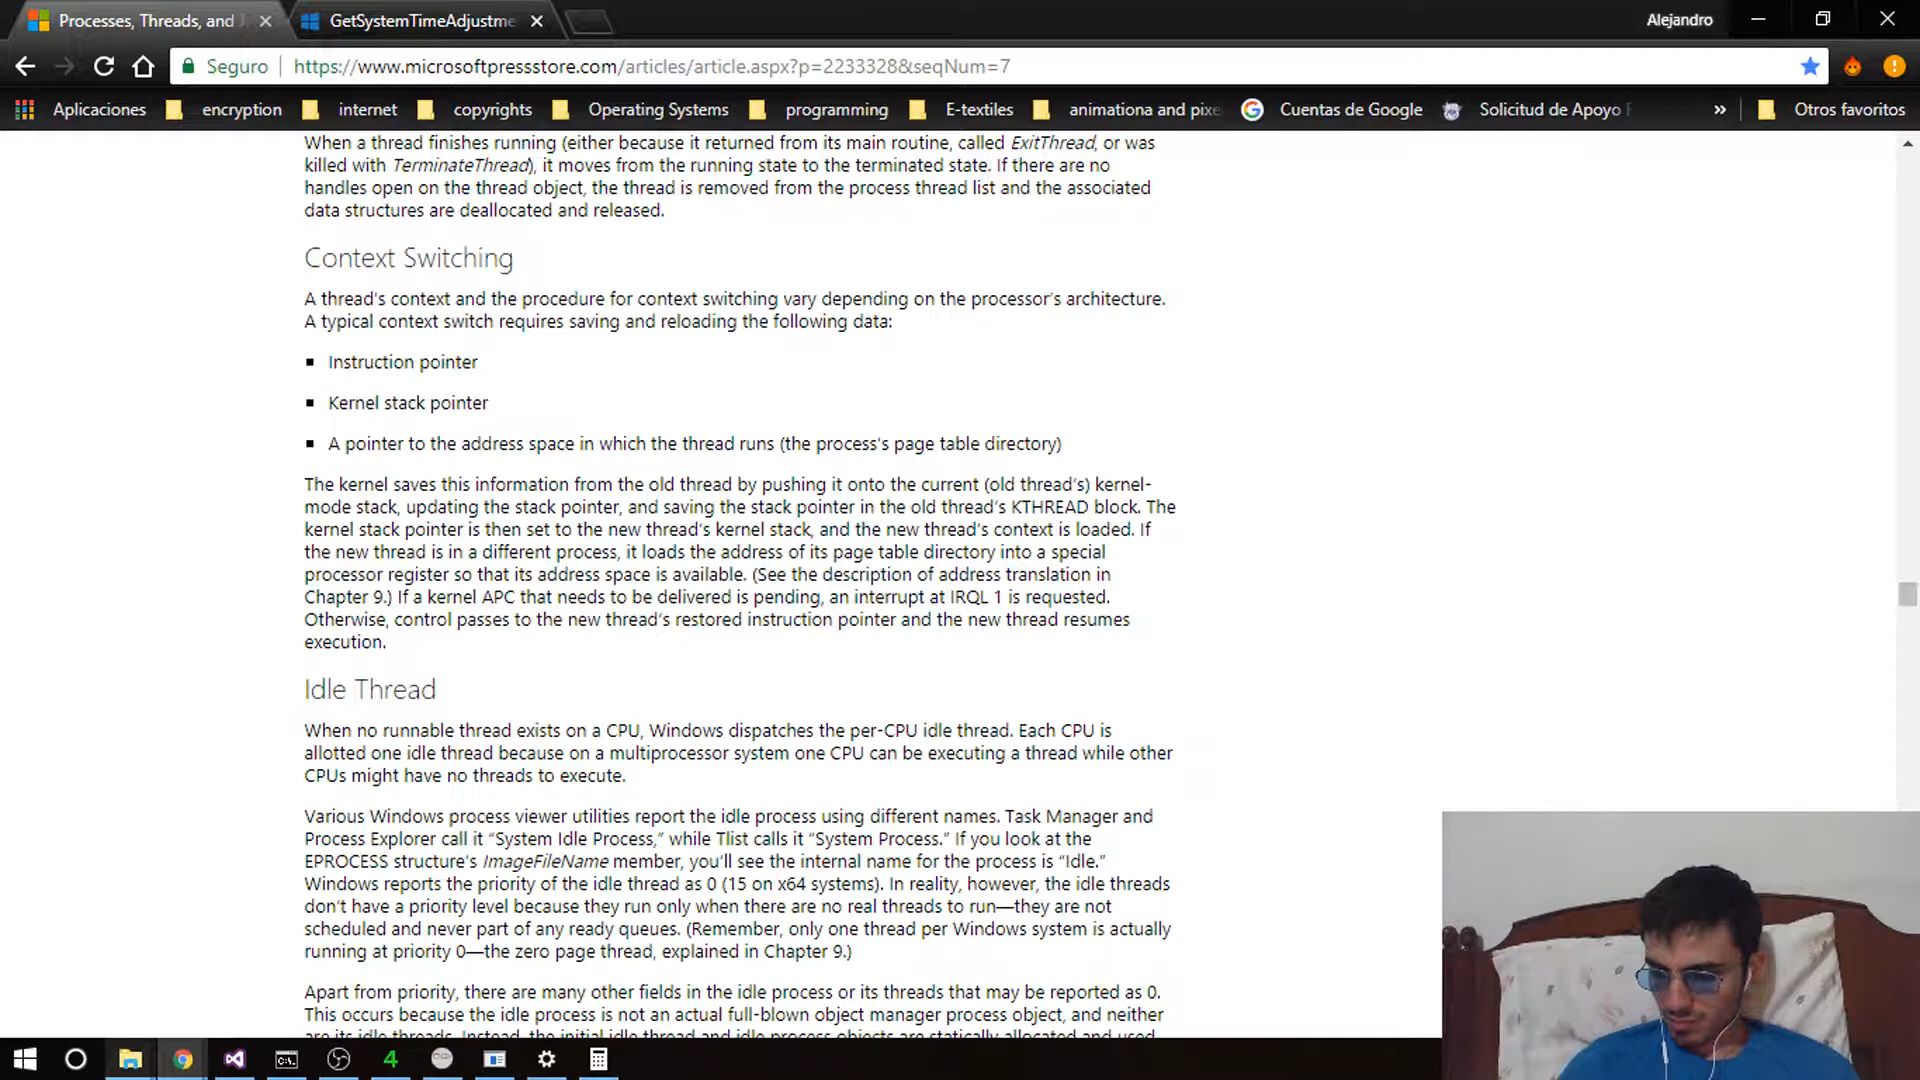 Processes, Threads, and J
GetSystemTimeAdjustme
Alejandro
Seguro
https://www.microsoftpressstore.com/articles/article.aspx?p=2233328&seqNum=7
Aplicaciones
encryption
internet
copyrights
Operating Systems
programming
E-textiles
animationa and pixe
Cuentas de Google
Solicitud de Apoyo
»
Otros favoritos
When a thread finishes running (either because it returned from its main routine, called ExitThread, or was
killed with TerminateThread), it moves from the running state to the terminated state. If there are no
handles open on the thread object, the thread is removed from the process thread list and the associated
data structures are deallocated and released.
Context Switching
A thread's context and the procedure for context switching vary depending on the processor's architecture.
A typical context switch requires saving and reloading the following data:
Instruction pointer
Kernel stack pointer
A pointer to the address space in which the thread runs (the process's page table directory)
The kernel saves this information from the old thread by pushing it onto the current (old thread's) kernel-
mode stack, updating the stack pointer, and saving the stack pointer in the old thread's KTHREAD block. The
kernel stack pointer is then set to the new thread's kernel stack, and the new thread's context is loaded. If
the new thread is in a different process, it loads the address of its page table directory into a special
processor register so that its address space is available. (See the description of address translation in
Chapter 9.) If a kernel APC that needs to be delivered is pending, an interrupt at IRQL 1 is requested.
Otherwise, control passes to the new thread's restored instruction pointer and the new thread resumes
execution.
Idle Thread
When no runnable thread exists on a CPU, Windows dispatches the per-CPU idle thread. Each CPU is
allotted one idle thread because on a multiprocessor system one CPU can be executing a thread while other
CPUs might have no threads to execute.
Various Windows process viewer utilities report the idle process using different names. Task Manager and
Process Explorer call it “System Idle Process,” while Tlist calls it “System Process.” If you look at the
EPROCESS structure's ImageFileName member, you'll see the internal name for the process is “Idle.”
Windows reports the priority of the idle thread as 0 (15 on x64 systems). In reality, however, the idle threads
don't have a priority level because they run only when there are no real threads to run—they are not
scheduled and never part of any ready queues. (Remember, only one thread per Windows system is actually
running at priority 0—the zero page thread, explained in Chapter 9.)
Apart from priority, there are many other fields in the idle process or its threads that may be reported as 0.
This occurs because the idle process is not an actual full-blown object manager process object, and neither
are its idle threads. Instead, the initial idle thread and idle process objects are statically allocated and used
4